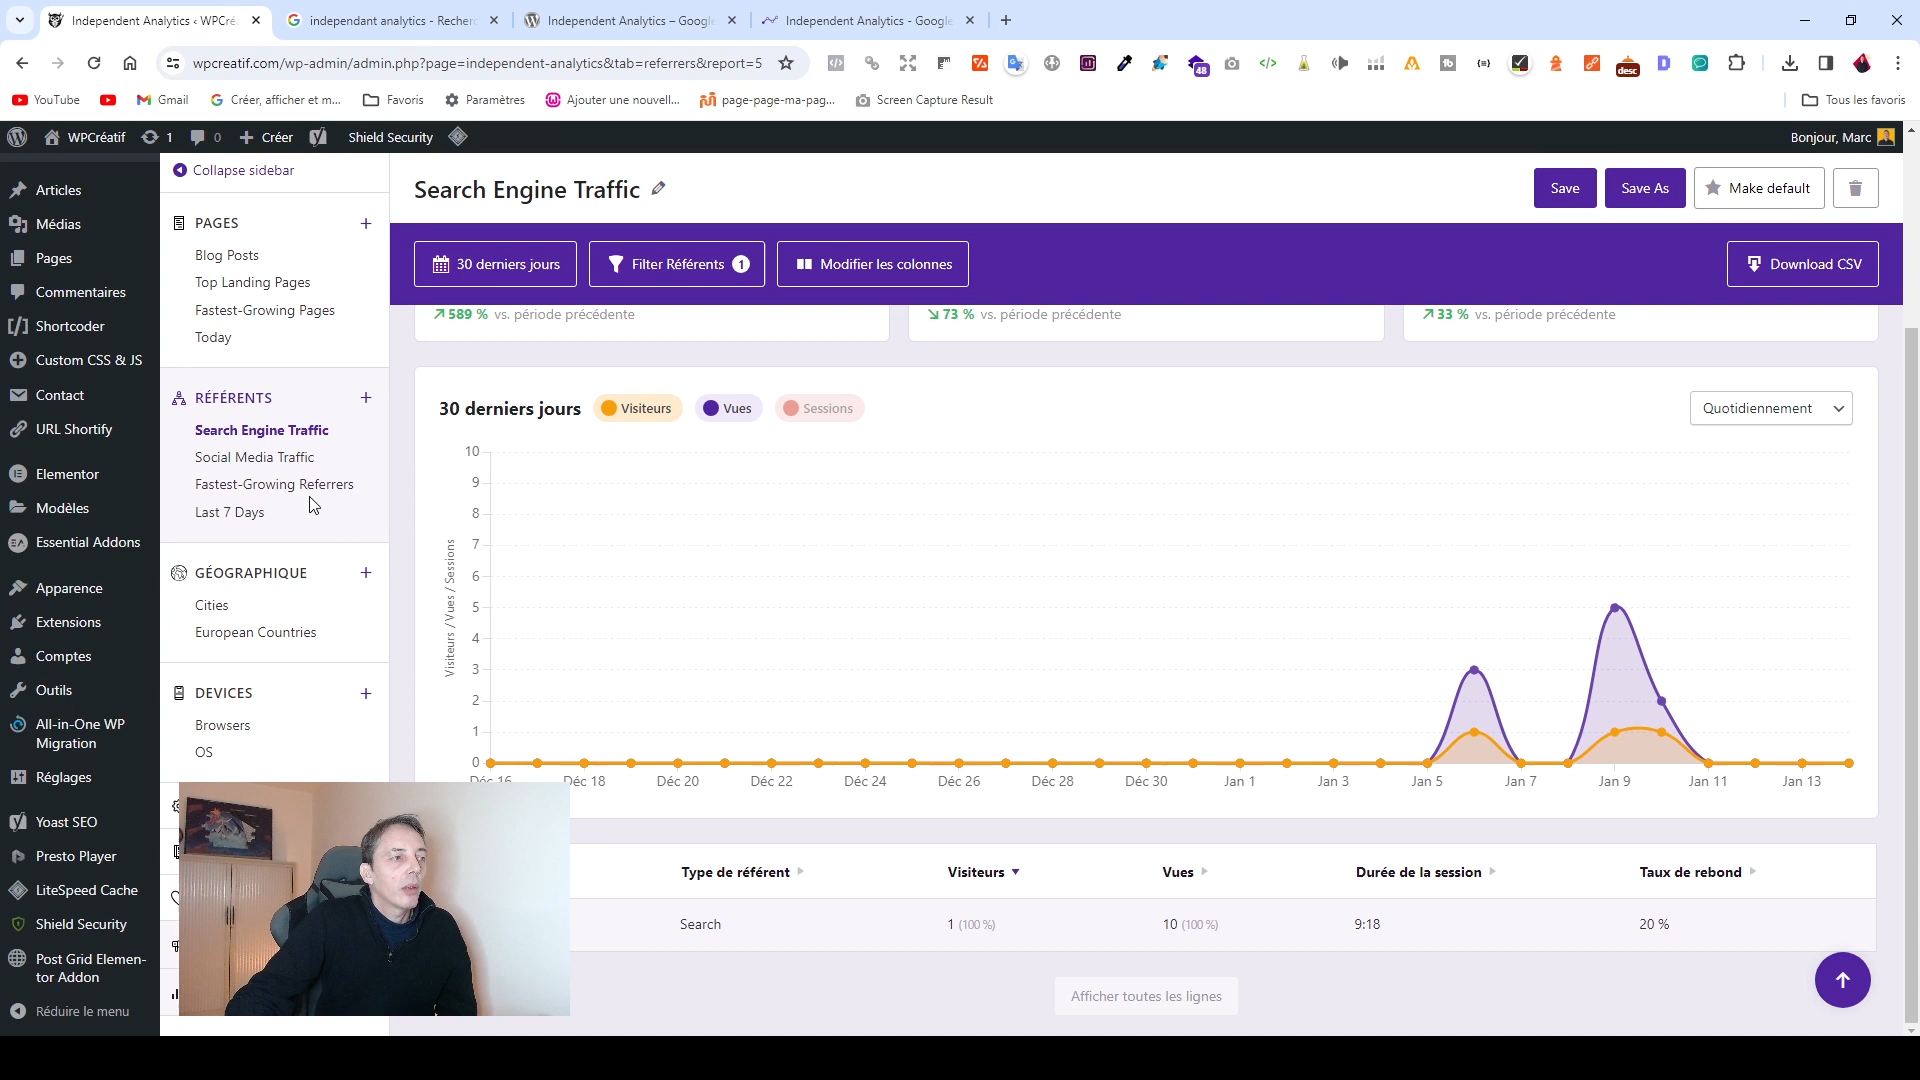 Independent Analytics ‹ WPCré
independant analytics - Recher
Independent Analytics – Google
Independent Analytics - Google
wpcreatif.com/wp-admin/admin.php?page=independent-analytics&tab=referrers&report=5
48
desc
YouTube
Gmail
Créer, afficher et m...
Favoris
Paramètres
Ajouter une nouvell...
page-page-ma-pag...
Screen Capture Result
Tous les favoris
WPCréatif
1
0
Créer
Shield Security
Bonjour, Marc
Articles
Médias
Pages
Commentaires
Shortcoder
Custom CSS & JS
Contact
URL Shortify
Elementor
Modèles
Essential Addons
Apparence
Extensions
Comptes
Outils
All-in-One WP
Migration
Réglages
Yoast SEO
Presto Player
LiteSpeed Cache
Shield Security
Post Grid Elemen-
tor Addon
Réduire le menu
Collapse sidebar
PAGES
Blog Posts
Top Landing Pages
Fastest-Growing Pages
Today
RÉFÉRENTS
Search Engine Traffic
Social Media Traffic
Fastest-Growing Referrers
Last 7 Days
GÉOGRAPHIQUE
Cities
European Countries
DEVICES
Browsers
OS
Search Engine Traffic
Save
Save As
Make default
30 derniers jours
Filter Référents 1
Modifier les colonnes
Download CSV
589 % vs. période précédente
73 % vs. période précédente
33 % vs. période précédente
30 derniers jours
Visiteurs
Vues
Sessions
Quotidiennement
Visiteurs / Vues / Sessions
10
9
8
7
6
5
4
3
2
1
0
Déc 16
Déc 18
Déc 20
Déc 22
Déc 24
Déc 26
Déc 28
Déc 30
Jan 1
Jan 3
Jan 5
Jan 7
Jan 9
Jan 11
Jan 13
Type de référent
Visiteurs
Vues
Durée de la session
Taux de rebond
Search
1 (100 %)
10 (100 %)
9:18
20 %
Afficher toutes les lignes